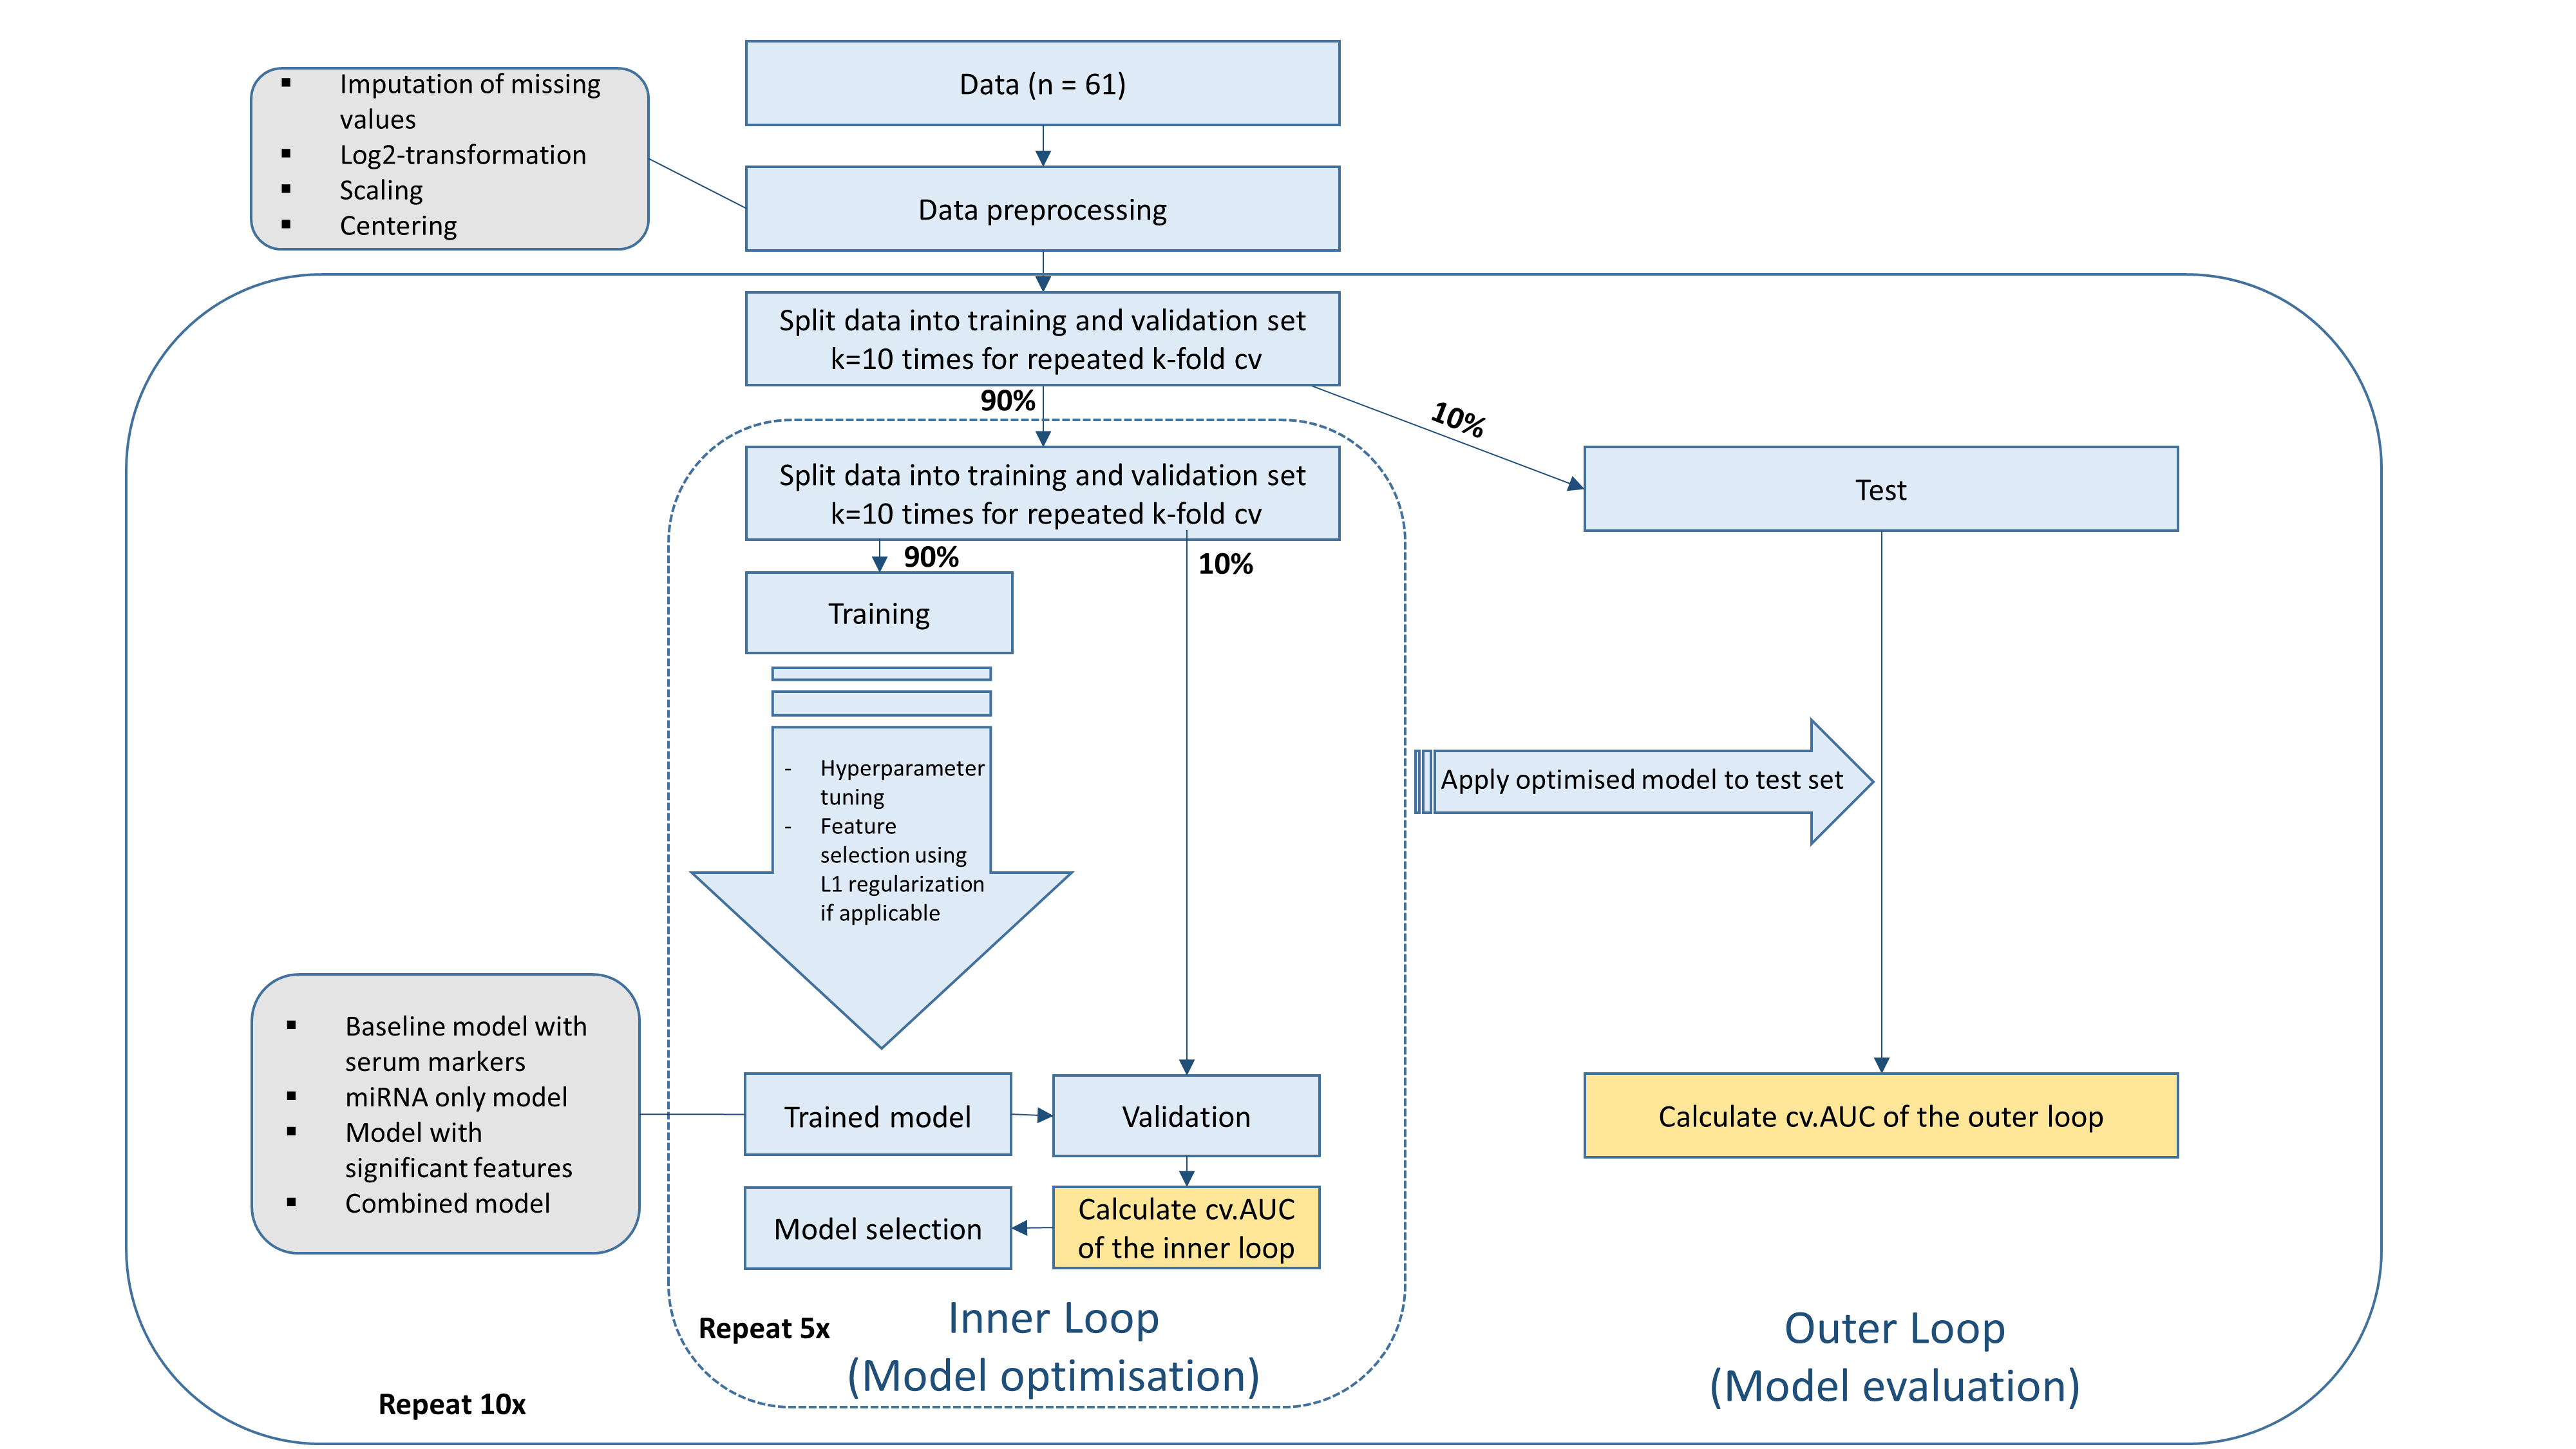 Data (n = 61)
▪ Imputation of missing
values
▪ Log2-transformation
▪ Scaling
▪ Centering
Data preprocessing
Split data into training and validation set
k=10 times for repeated k-fold cv
90%
10%
Split data into training and validation set
k=10 times for repeated k-fold cv
Test
90%
10%
Training
- Hyperparameter
tuning
- Feature
selection using
L1 regularization
if applicable
Apply optimised model to test set
▪ Baseline model with
serum markers
▪ miRNA only model
▪ Model with
significant features
▪ Combined model
Trained model
Validation
Calculate cv.AUC of the outer loop
Model selection
Calculate cv.AUC
of the inner loop
Repeat 5x
Inner Loop
(Model optimisation)
Outer Loop
(Model evaluation)
Repeat 10x